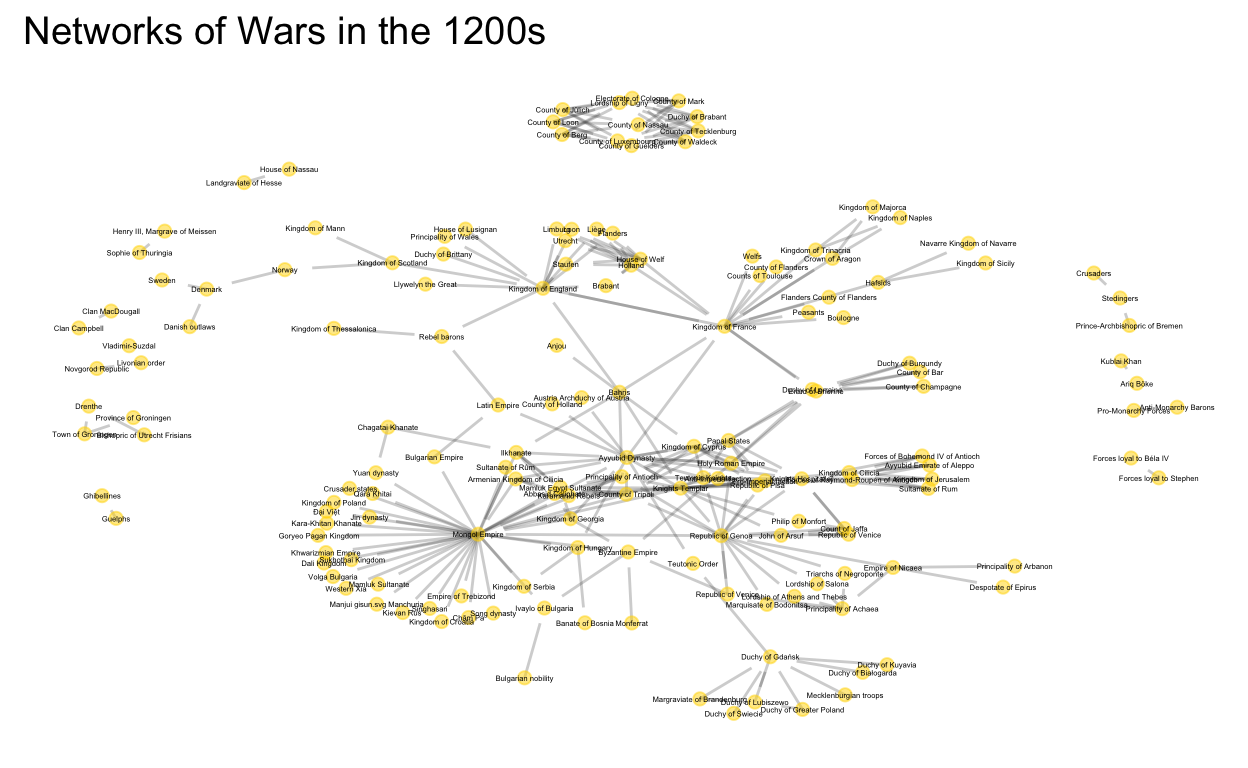 Networks of Wars in the 1200s
Electorate of Cologne
Lordship of Ligny
County of Mark
County of Jülich
Duchy of Brabant
County of Loon
County of Nassau
County of Tecklenburg
County of Berg
County of Luxembourg
County of Waldeck
County of Guelders
House of Nassau
Landgraviate of Hesse
Kingdom of Majorca
Kingdom of Naples
Henry III, Margrave of Meissen
Kingdom of Mann
House of Lusignan
Principality of Wales
Limburg
Liège
Flanders
Utrecht
Sophie of Thuringia
Duchy of Brittany
Kingdom of Trinacria
Crown of Aragon
Navarre Kingdom of Navarre
Kingdom of Scotland
Staufen
House of Welf
Holland
Welfs
County of Flanders
Counts of Toulouse
Kingdom of Sicily
Norway
Crusaders
Sweden
Denmark
Llywelyn the Great
Kingdom of England
Brabant
Hafsids
Flanders County of Flanders
Stedingers
Clan MacDougall
Peasants
Boulogne
Clan Campbell
Danish outlaws
Kingdom of Thessalonica
Rebel barons
Kingdom of France
Prince-Archbishopric of Bremen
Vladimir-Suzdal
Anjou
Livonian order
Novgorod Republic
Kublai Khan
Duchy of Burgundy
County of Bar
Ariq Böke
Bahris
County of Champagne
Drenthe
Latin Empire
County of Holland
Austria Archduchy of Austria
Pro-Monarchy Forces
Anti-Monarchy Barons
Province of Groningen
Town of Groningen
Bishopric of Utrecht Frisians
Chagatai Khanate
Papal States
Kingdom of Cyprus
Bulgarian Empire
Ilkhanate
Ayyubid Dynasty
Holy Roman Empire
Forces of Bohemond IV of Antioch
Ayyubid Emirate of Aleppo
Forces loyal to Béla IV
Sultanate of Rûm
Yuan dynasty
Armenian Kingdom of Cilicia
Principality of Antioch
Kingdom of Cilicia
Kingdom of Jerusalem
Forces loyal to Stephen
Crusader states
Qara Khitai
Mamluk Egypt Sultanate
County of Tripoli
Knights Templar
Republic of Pisa
Sultanate of Rum
Ghibellines
Kingdom of Poland
Đại Việt
Guelphs
Jin dynasty
Kara-Khitan Khanate
Kingdom of Georgia
Philip of Monfort
Count of Jaffa
Goryeo Pagan Kingdom
Mongol Empire
Republic of Genoa
John of Arsuf
Republic of Venice
Khwarizmian Empire
Sukhothai Kingdom
Dali Kingdom
Kingdom of Hungary
Byzantine Empire
Teutonic Order
Empire of Nicaea
Principality of Arbanon
Volga Bulgaria
Triarchs of Negroponte
Western Xia
Mamluk Sultanate
Kingdom of Serbia
Lordship of Salona
Despotate of Epirus
Empire of Trebizond
Republic of Venice
Lordship of Athens and Thebes
Manjui gisun.svg Manchuria
Singhasari
Ivaylo of Bulgaria
Marquisate of Bodonitsa
Principality of Achaea
Kievan Rus'
Song dynasty
Kingdom of Croatia
Banate of Bosnia
Monferrat
Duchy of Gdańsk
Duchy of Kuyavia
Duchy of Białogarda
Bulgarian nobility
Margraviate of Brandenburg
Duchy of Lubiszewo
Mecklenburgian troops
Duchy of Swiecie
Duchy of Greater Poland